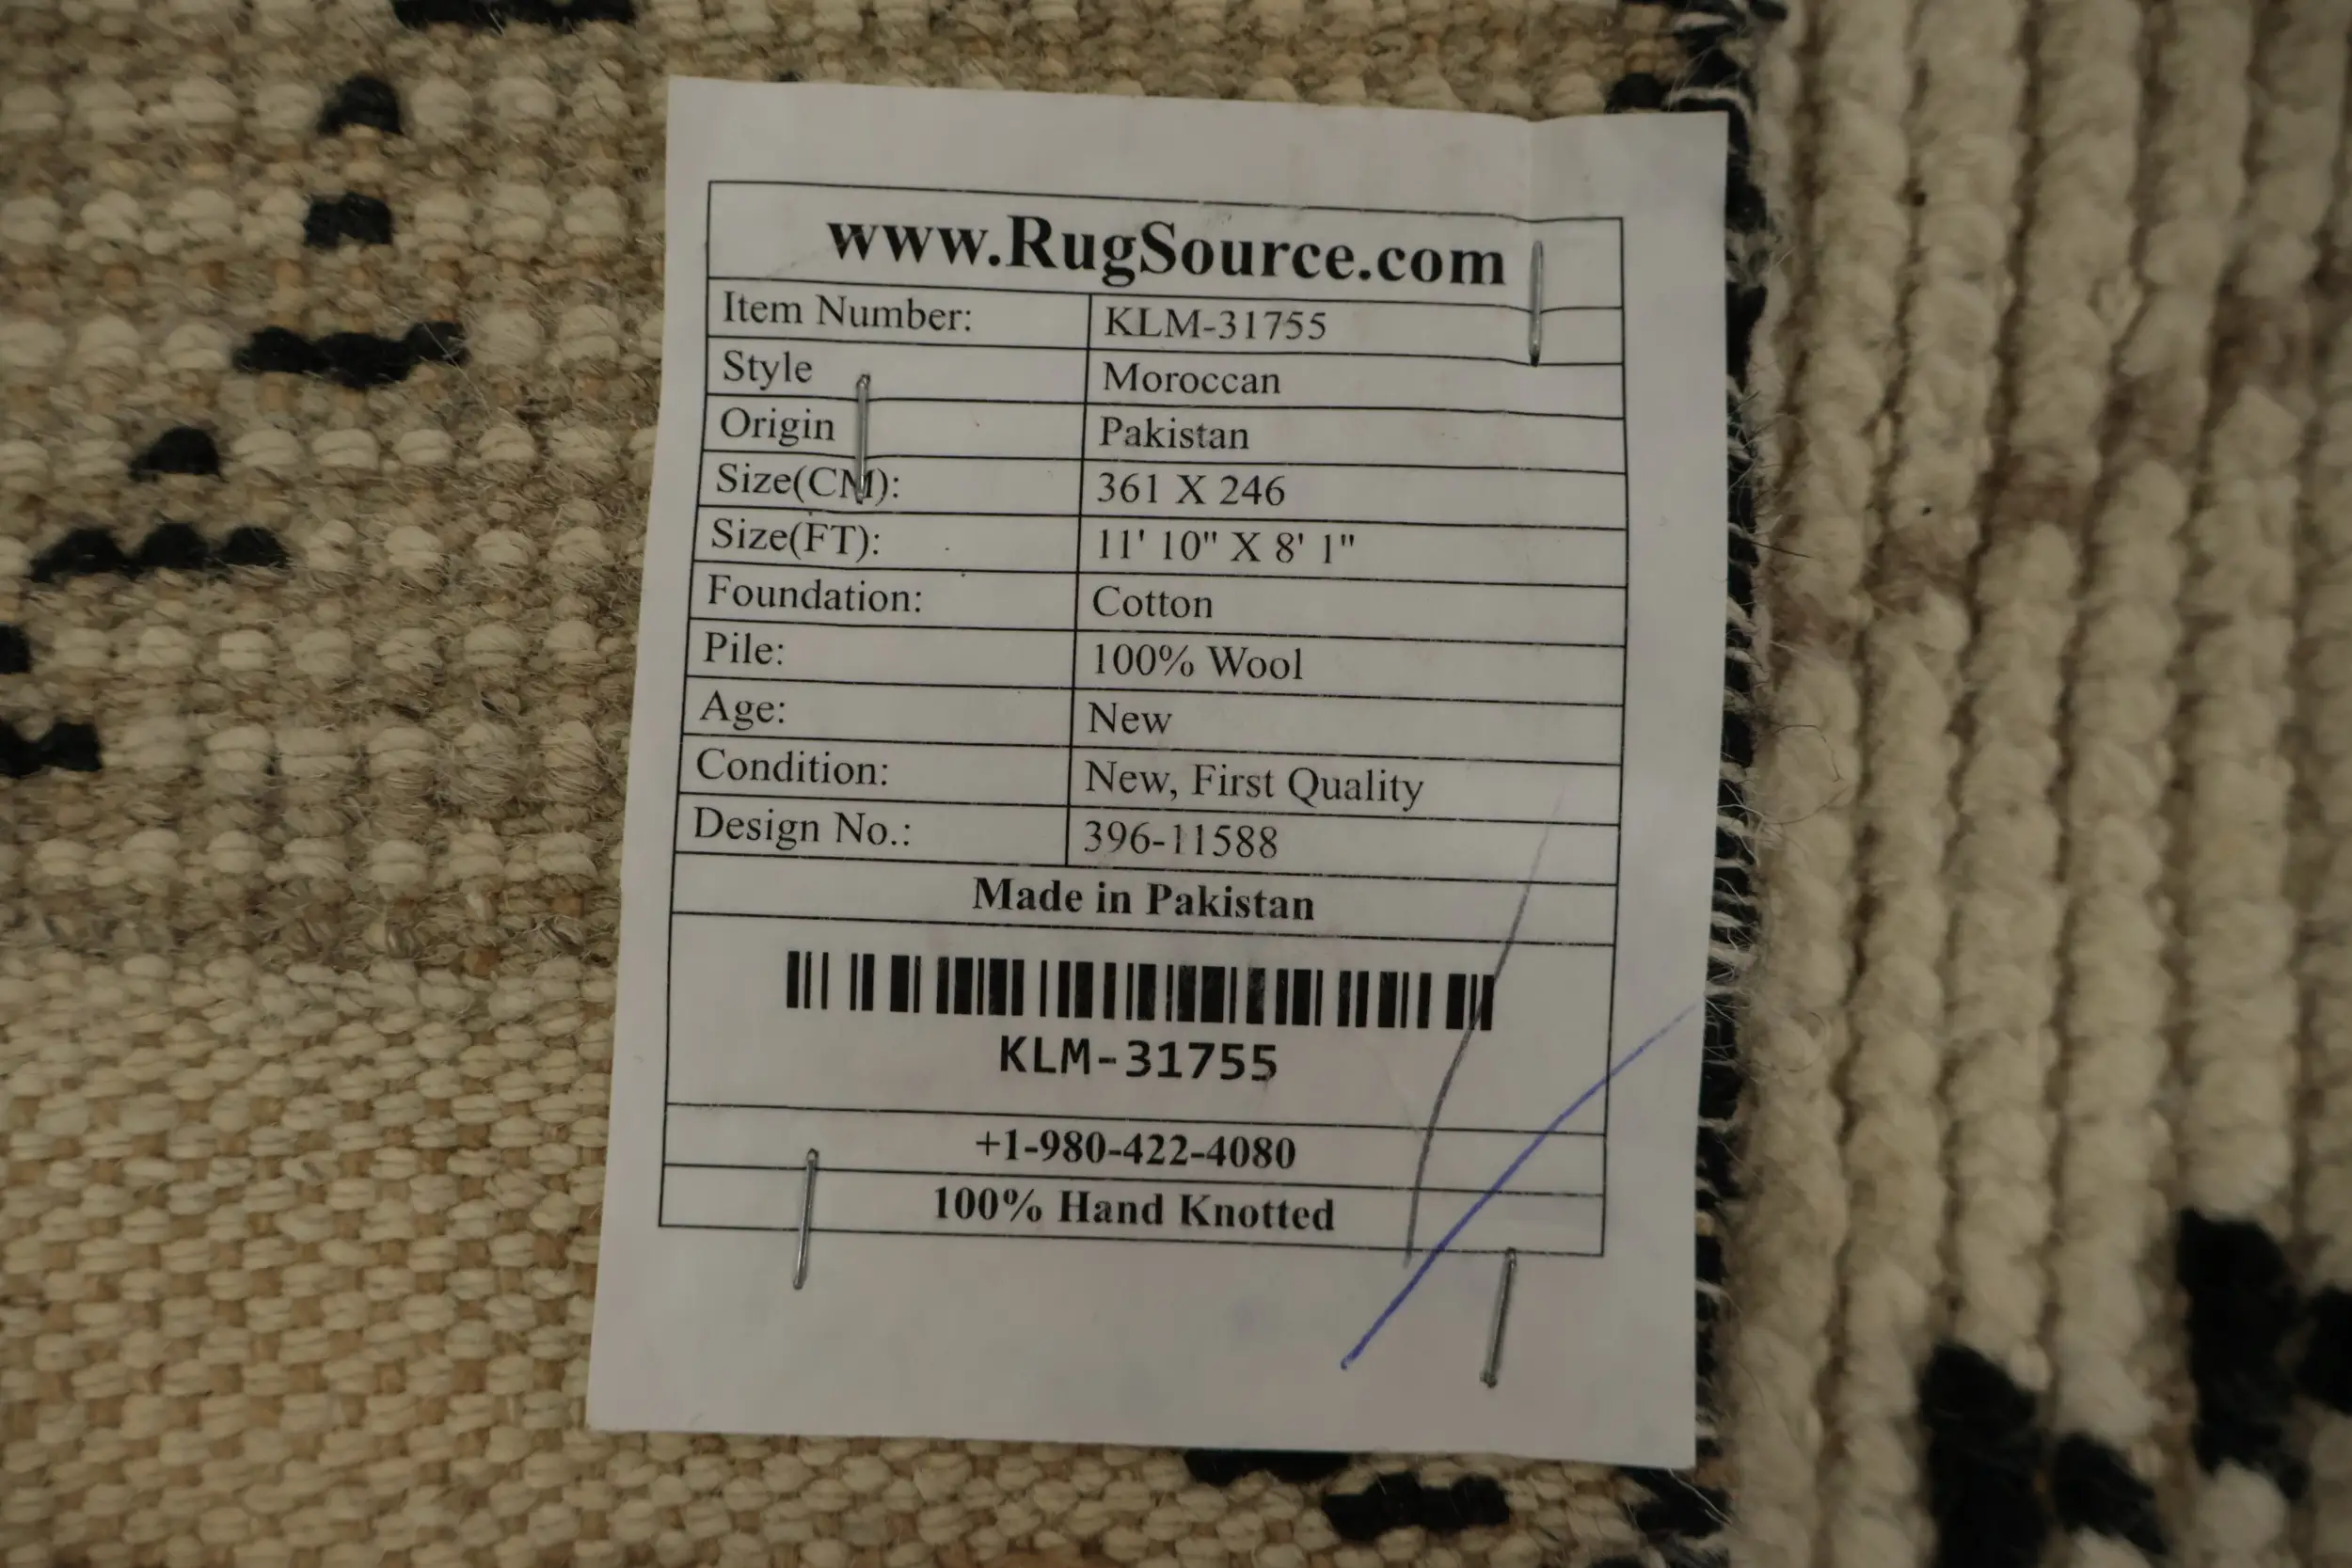 www.RugSource.com
Item Number: KLM-31755
Style Moroccan
Origin Pakistan
Size(CM): 361 X 246
Size(FT): 11' 10" X 8' 1"
Foundation: Cotton
Pile: 100% Wool
Age: New
Condition: New, First Quality
Design No.: 396-11588
Made in Pakistan
KLM-31755
+1-980-422-4080
100% Hand Knotted